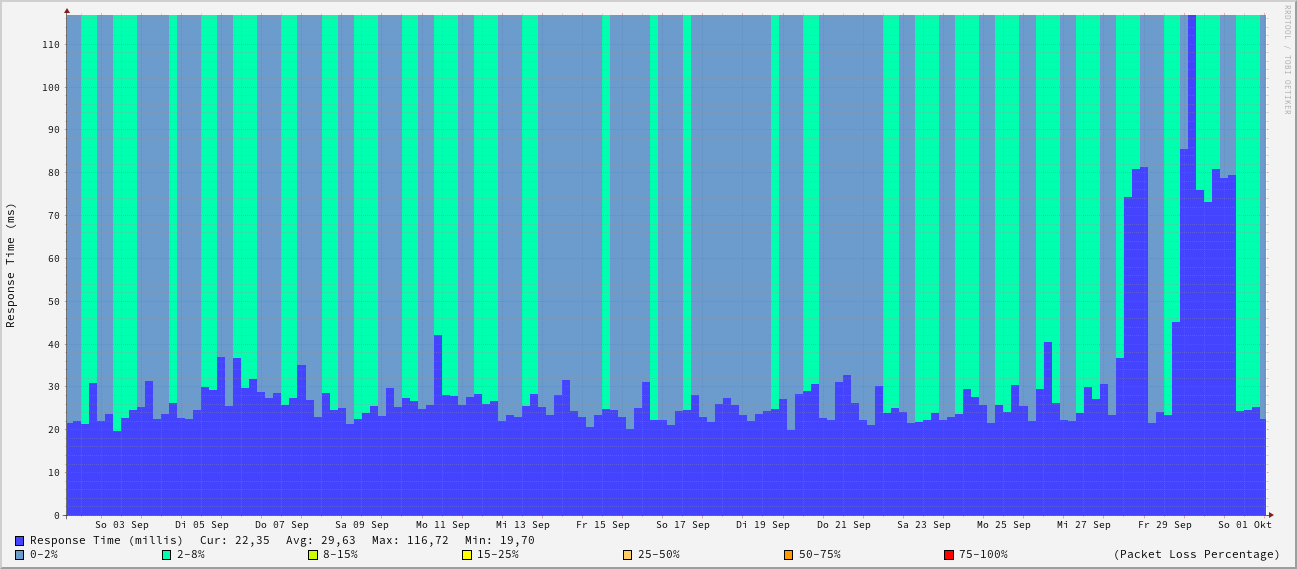 RRDTOOL / TOBI OETIKER
Response Time (ms)
110
100
90
80
70
60
50
40
30
20
10
0
So 03 Sep Di 05 Sep Do 07 Sep Sa 09 Sep Mo 11 Sep Mi 13 Sep Fr 15 Sep So 17 Sep Di 19 Sep Do 21 Sep Sa 23 Sep Mo 25 Sep Mi 27 Sep Fr 29 Sep So 01 Okt
Response Time (millis) Cur: 22,35 Avg: 29,63 Max: 116,72 Min: 19,70
0-2% 2-8% 8-15% 15-25% 25-50% 50-75% 75-100% (Packet Loss Percentage)